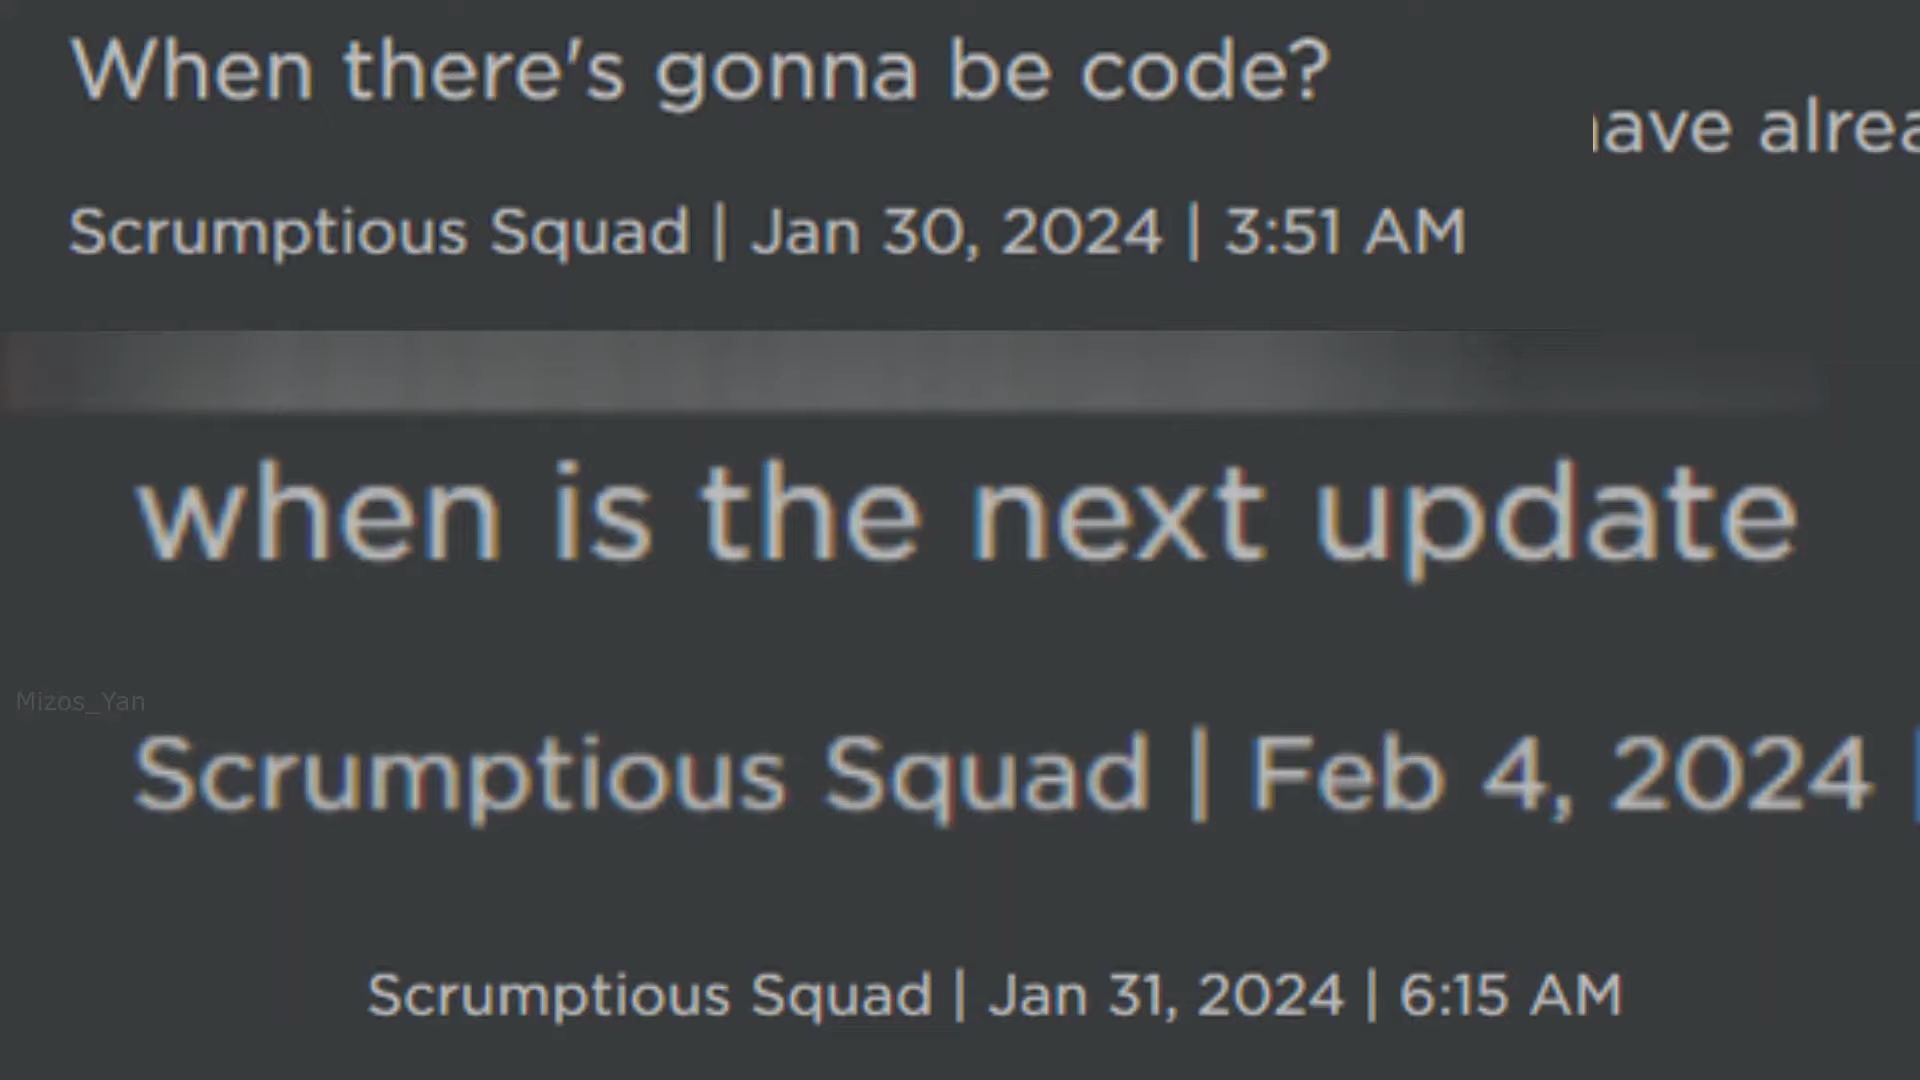 When there's gonna be code?
ave alrea
Scrumptious Squad | Jan 30, 2024 | 3:51 AM
when is the next update
Mizos_Yan
Scrumptious Squad | Feb 4, 2024 |
Scrumptious Squad | Jan 31, 2024 | 6:15 AM